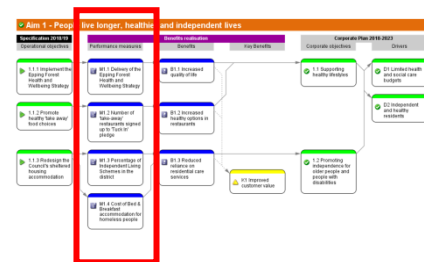 Aim 1 - People live longer, healthier and independent lives
Specification 2018/19
Benefits realisation
Corporate Plan 2018-2023
Operational objectives
Performance measures
Benefits
Key Benefits
Corporate objectives
Drivers
1.1.1 Implement the
Epping Forest
Health and
Wellbeing Strategy
M1.1 Delivery of the
Epping Forest
Health and
Wellbeing Strategy
B1.1 Increased
quality of life
1.1 Supporting
healthy lifestyles
D1 Limited health
and social care
budgets
1.1.2 Promote
healthy 'take away'
food choices
M1.2 Number of
'take-away'
restaurants signed
up to 'Tuck In'
pledge.
B1.2 Increased
healthy options in
restaurants
D2 Independent
and healthy
residents
1.1.3 Redesign the
Council's sheltered
housing
accommodation
M1.3 Percentage of
Independent Living
Schemes in the
district
B1.3 Reduced
reliance on
residential care
services
K1 Improved
customer value
1.2 Promoting
independence for
older people and
people with
disabilities
M1.4 Cost of Bed &
Breakfast
accommodation for
homeless people